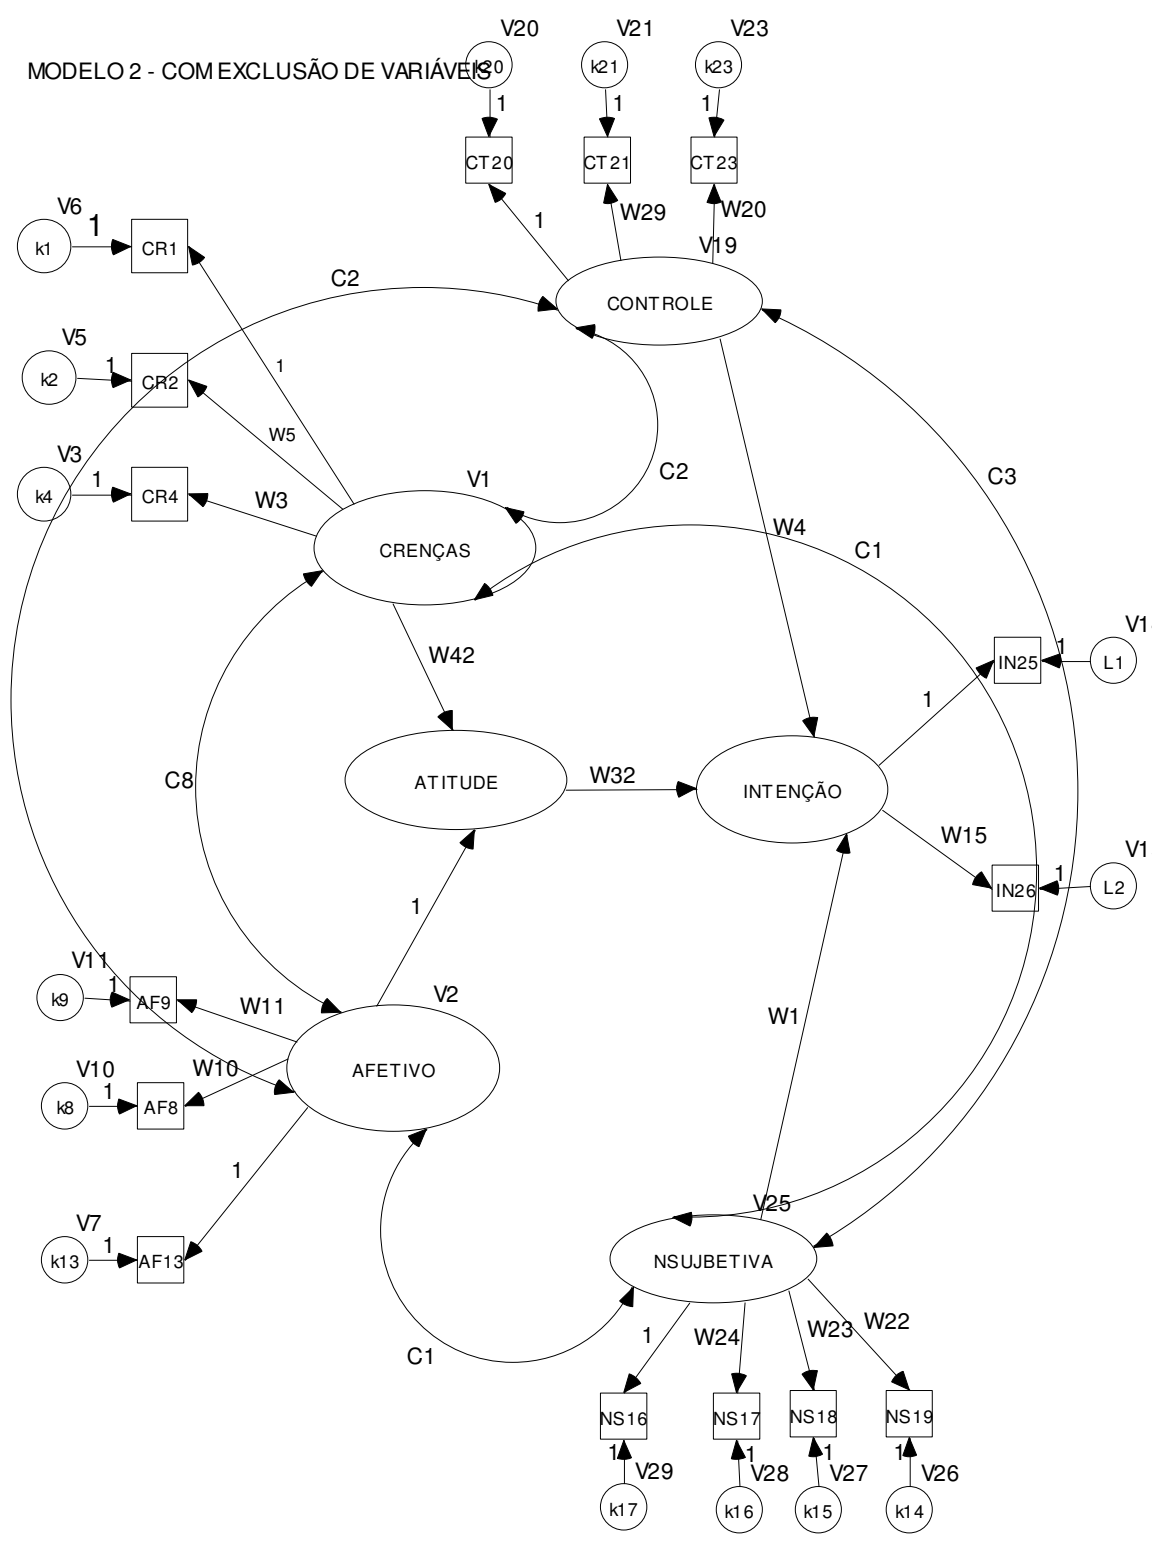 V20
V21
V23
MODELO 2 - COM EXCLUSÃO DE VARIÁVEIS
k20
k21
k23
1
1
1
CT20
CT21
CT23
V6
1
k1
CR1
1
W29
W20
V19
C2
CONTROLE
V5
1
k2
CR2
1
W5
V3
1
k4
CR4
W3
V1
C2
C3
CRENÇAS
W4
C1
W42
IN25
1
L1
1
C8
ATITUDE
W32
INTENÇÃO
W15
IN26
1
L2
1
V11
1
k9
AF9
W11
V2
W1
V10
1
k8
AF8
W10
AFETIVO
1
V7
1
k13
AF13
V25
NSUJBETIVA
C1
1
W24
W23
W22
NS16
NS17
NS18
NS19
1
1
1
1
V29
V28
V27
V26
k17
k16
k15
k14